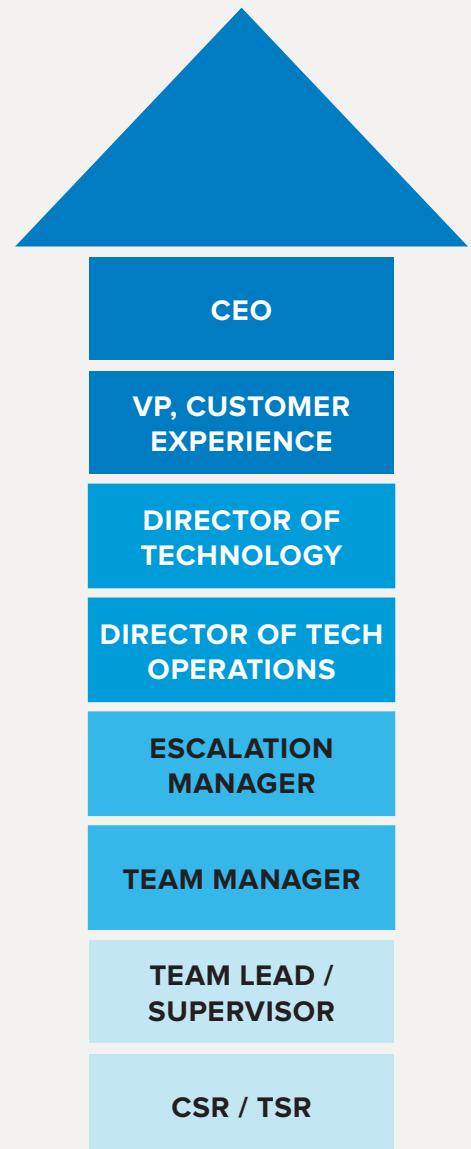 CEO
VP, CUSTOMER
EXPERIENCE
DIRECTOR OF
TECHNOLOGY
DIRECTOR OF TECH
OPERATIONS
ESCALATION
MANAGER
TEAM MANAGER
TEAM LEAD /
SUPERVISOR
CSR / TSR